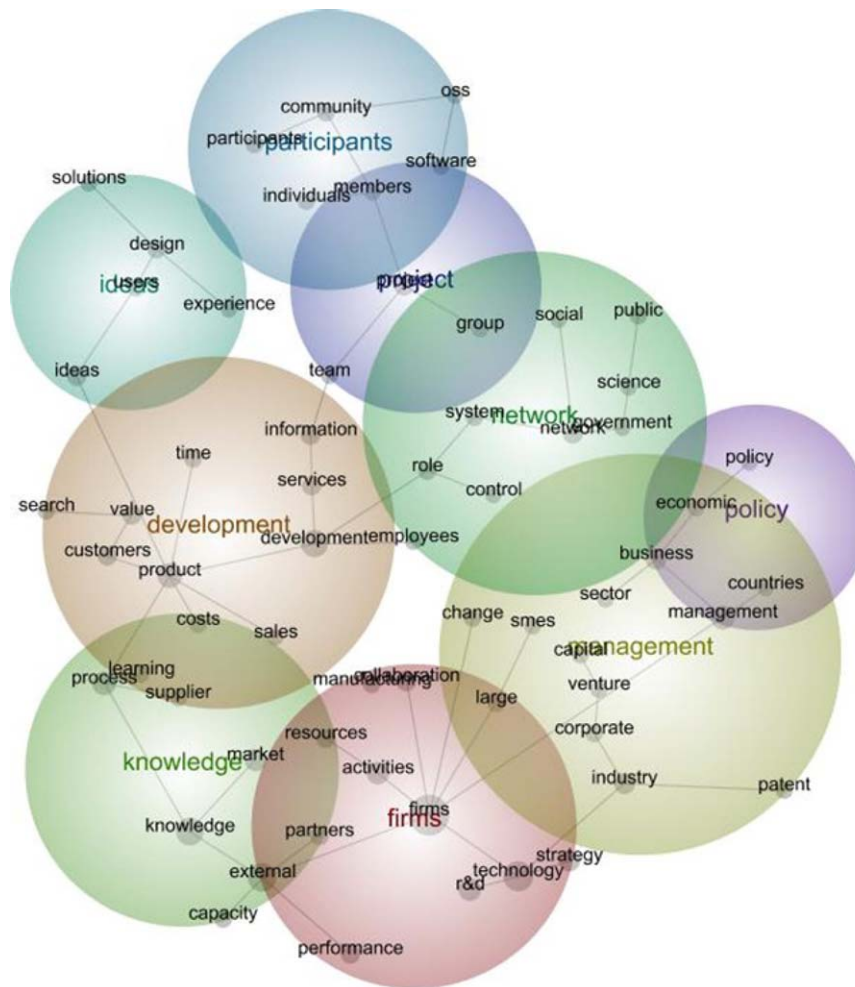 oss
community
participants
participants
software
solutions
individuals
members
design
ideas
users
project
experience
group
social
public
ideas
team
science
system
network
network
government
information
time
role
policy
services
control
economic
search
value
policy
development
development
employees
customers
product
business
countries
sector
costs
sales
change
smes
management
management
capital
learning
process
supplier
manufacturing
collaboration
venture
large
resources
corporate
market
knowledge
activities
industry
patent
firms
firms
knowledge
partners
strategy
external
technology
r&d
capacity
performance